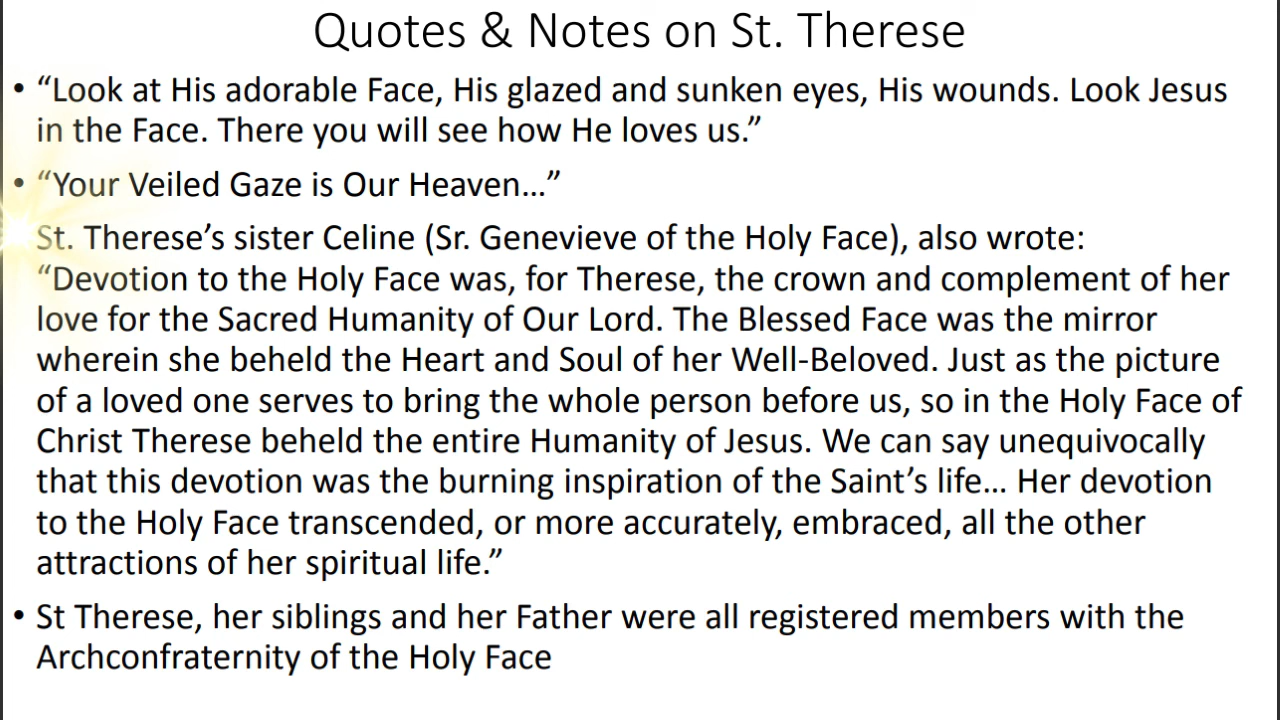 Quotes & Notes on St. Therese
• “Look at His adorable Face, His glazed and sunken eyes, His wounds. Look Jesus
in the Face. There you will see how He loves us.”
• “Your Veiled Gaze is Our Heaven…”
St. Therese’s sister Celine (Sr. Genevieve of the Holy Face), also wrote:
“Devotion to the Holy Face was, for Therese, the crown and complement of her
love for the Sacred Humanity of Our Lord. The Blessed Face was the mirror
wherein she beheld the Heart and Soul of her Well-Beloved. Just as the picture
of a loved one serves to bring the whole person before us, so in the Holy Face of
Christ Therese beheld the entire Humanity of Jesus. We can say unequivocally
that this devotion was the burning inspiration of the Saint’s life… Her devotion
to the Holy Face transcended, or more accurately, embraced, all the other
attractions of her spiritual life.”
• St Therese, her siblings and her Father were all registered members with the
Archconfraternity of the Holy Face